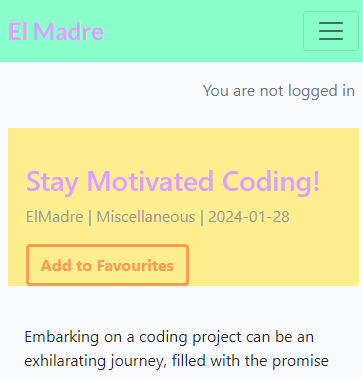 El Madre
You are not logged in
Stay Motivated Coding!
ElMadre | Miscellaneous | 2024-01-28
Add to Favourites
Embarking on a coding project can be an
exhilarating journey, filled with the promise